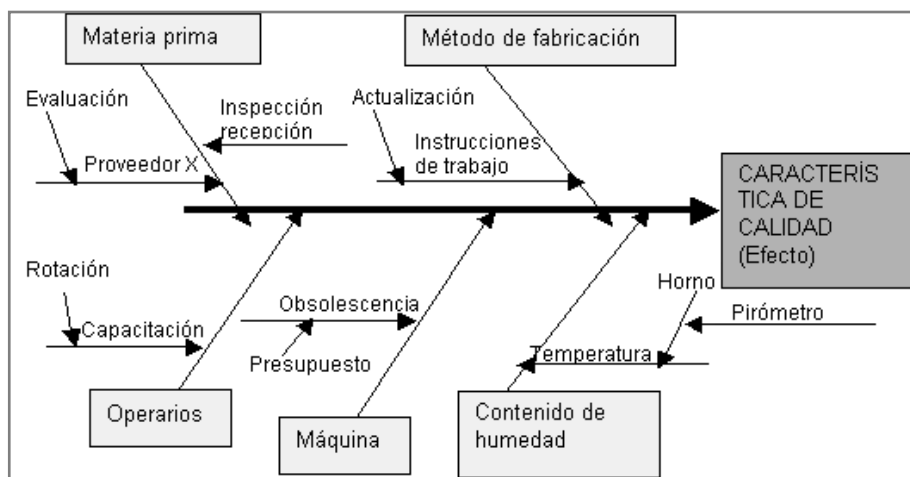 Materia prima
Método de fabricación
Evaluación
Inspección
recepción
Proveedor X
Actualización
Instrucciones
de trabajo
CARACTERÍS
TICA DE
CALIDAD
(Efecto)
Rotación
Capacitación
Obsolescencia
Presupuesto
Horno
Pirómetro
Temperatura
Operarios
Máquina
Contenido de
humedad